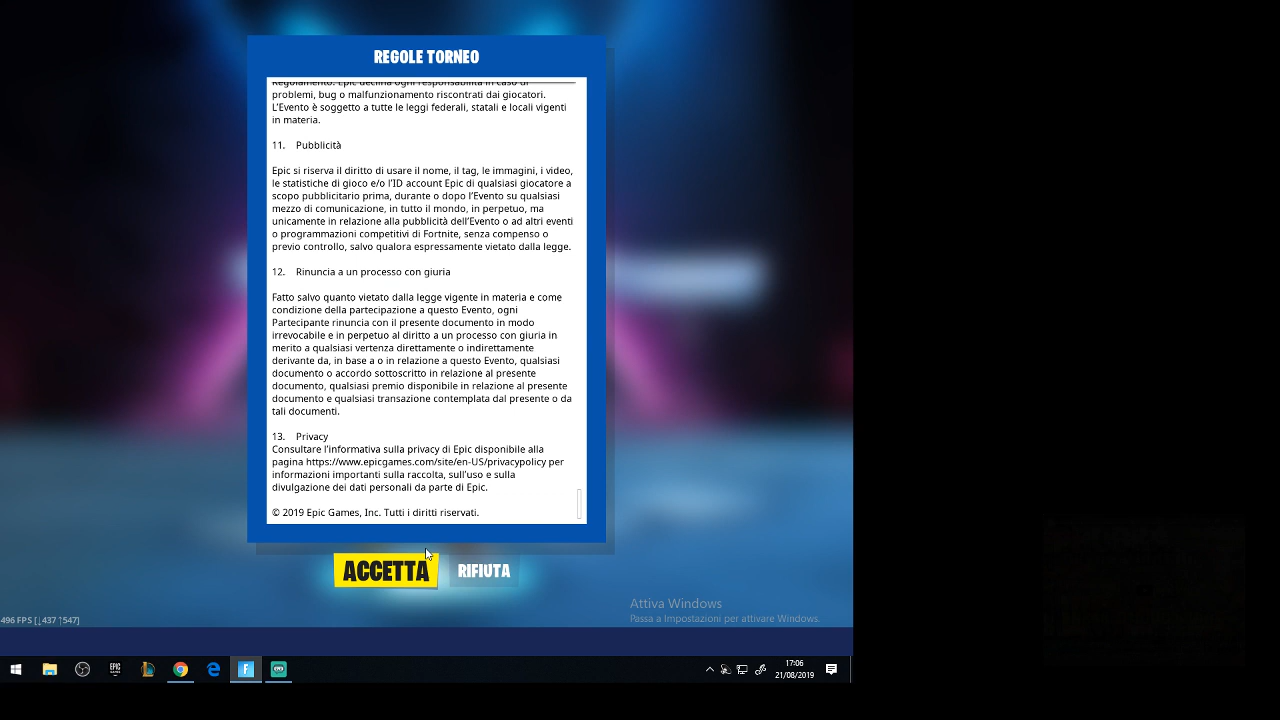 REGOLE TORNEO
Regolamento. Epic declina ogni responsabilità in caso di
problemi, bug o malfunzionamento riscontrati dai giocatori.
L'Evento è soggetto a tutte le leggi federali, statali e locali vigenti
in materia.
11. Pubblicità
Epic si riserva il diritto di usare il nome, il tag, le immagini, i video,
le statistiche di gioco e/o l'ID account Epic di qualsiasi giocatore a
scopo pubblicitario prima, durante o dopo l'Evento su qualsiasi
mezzo di comunicazione, in tutto il mondo, in perpetuo, ma
unicamente in relazione alla pubblicità dell'Evento o ad altri eventi
o programmazioni competitivi di Fortnite, senza compenso o
previo controllo, salvo qualora espressamente vietato dalla legge.
12. Rinuncia a un processo con giuria
Fatto salvo quanto vietato dalla legge vigente in materia e come
condizione della partecipazione a questo Evento, ogni
Partecipante rinuncia con il presente documento in modo
irrevocabile e in perpetuo al diritto a un processo con giuria in
merito a qualsiasi vertenza direttamente o indirettamente
derivante da, in base a o in relazione a questo Evento, qualsiasi
documento o accordo sottoscritto in relazione al presente
documento, qualsiasi premio disponibile in relazione al presente
documento e qualsiasi transazione contemplata dal presente o da
tali documenti.
13. Privacy
Consultare l'informativa sulla privacy di Epic disponibile alla
pagina https://www.epicgames.com/site/en-US/privacypolicy per
informazioni importanti sulla raccolta, sull'uso e sulla
divulgazione dei dati personali da parte di Epic.
© 2019 Epic Games, Inc. Tutti i diritti riservati.
ACCETTA RIFIUTA
Attiva Windows
Passa a Impostazioni per attivare Windows.
496 FPS [↓437 ↑547]
EPIC
F
17:06
21/08/2019